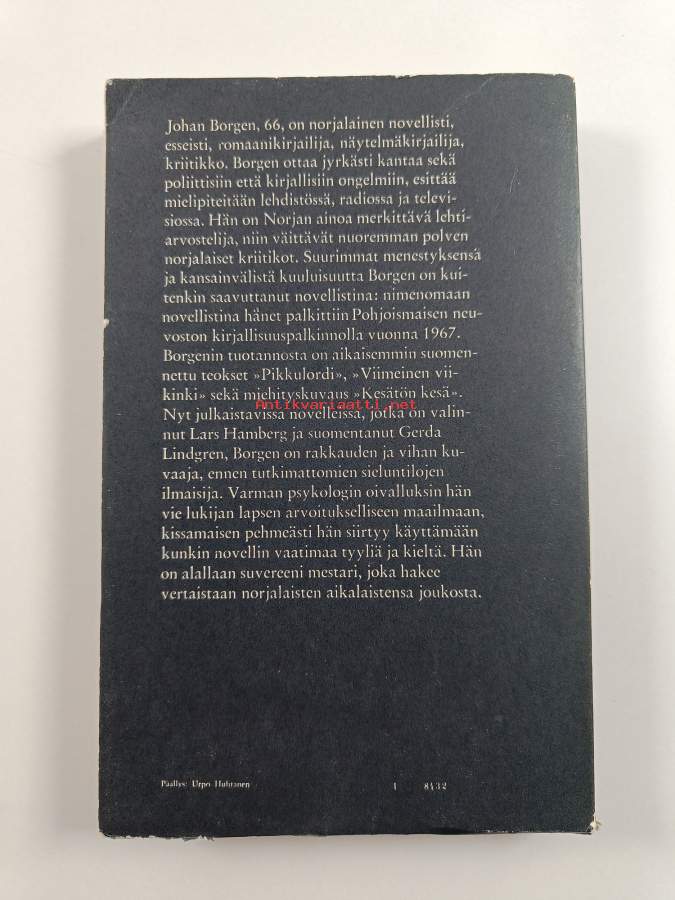 Johan Borgen, 66, on norjalainen novellisti,
esseisti, romaanikirjailija, näytelmäkirjailija,
kriitikko. Borgen ottaa jyrkästi kantaa sekä
poliittisiin että kirjallisiin ongelmiin, esittää
mielipiteitään lehdistössä, radiossa ja televi-
siossa. Hän on Norjan ainoa merkittävä lehti-
arvostelija, niin väittävät nuoremman polven
norjalaiset kriitikot. Suurimmat menestyksensä
ja kansainvälistä kuuluisuutta Borgen on kui-
tenkin saavuttanut novellistina: nimenomaan
novellistina hänet palkittiin Pohjoismaisen neu-
voston kirjallisuuspalkinnolla vuonna 1967.
Borgenin tuotannosta on aikaisemmin suomen-
nettu teokset »Pikkulordi», »Viimeinen vii-
kinki» sekä miehityskuvaus »Kesätön kesä».
Antikvariaatti.net
Nyt julkaistavissa novelleissa, jotka on valin-
nut Lars Hamberg ja suomentanut Gerda
Lindgren, Borgen on rakkauden ja vihan ku-
vaaja, ennen tutkimattomien sieluntilojen
ilmaisija. Varman psykologin oivalluksin hän
vie lukijan lapsen arvoitukselliseen maailmaan,
kissamaisen pehmeästi hän siirtyy käyttämään
kunkin novellin vaatimaa tyyliä ja kieltä. Hän
on alallaan suvereeni mestari, joka hakee
vertaistaan norjalaisten aikalaistensa joukosta.
Päällys: Urpo Huhtanen 1 8432